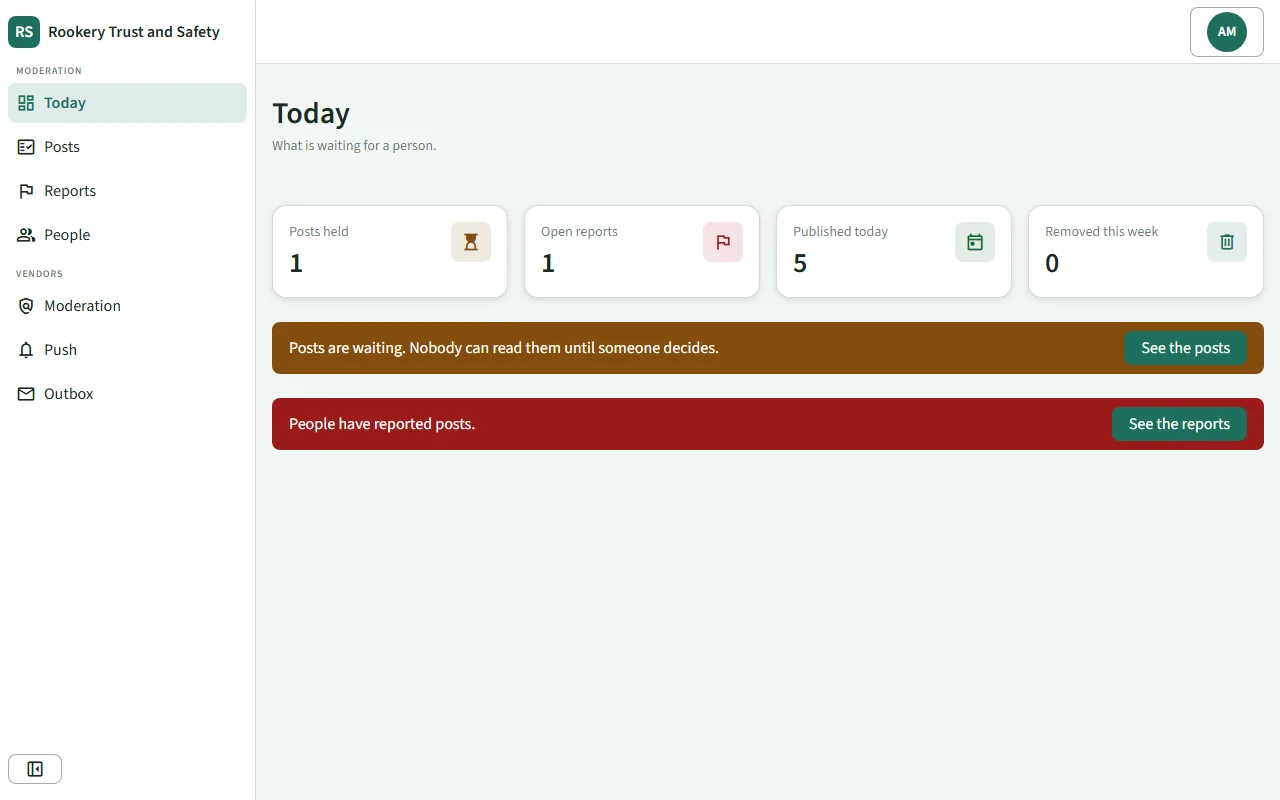 RS Rookery Trust and Safety
MODERATION
Today
Posts
Reports
People
VENDORS
Moderation
Push
Outbox
AM
Today
What is waiting for a person.
Posts held
1
Open reports
1
Published today
5
Removed this week
0
Posts are waiting. Nobody can read them until someone decides.
See the posts
People have reported posts.
See the reports